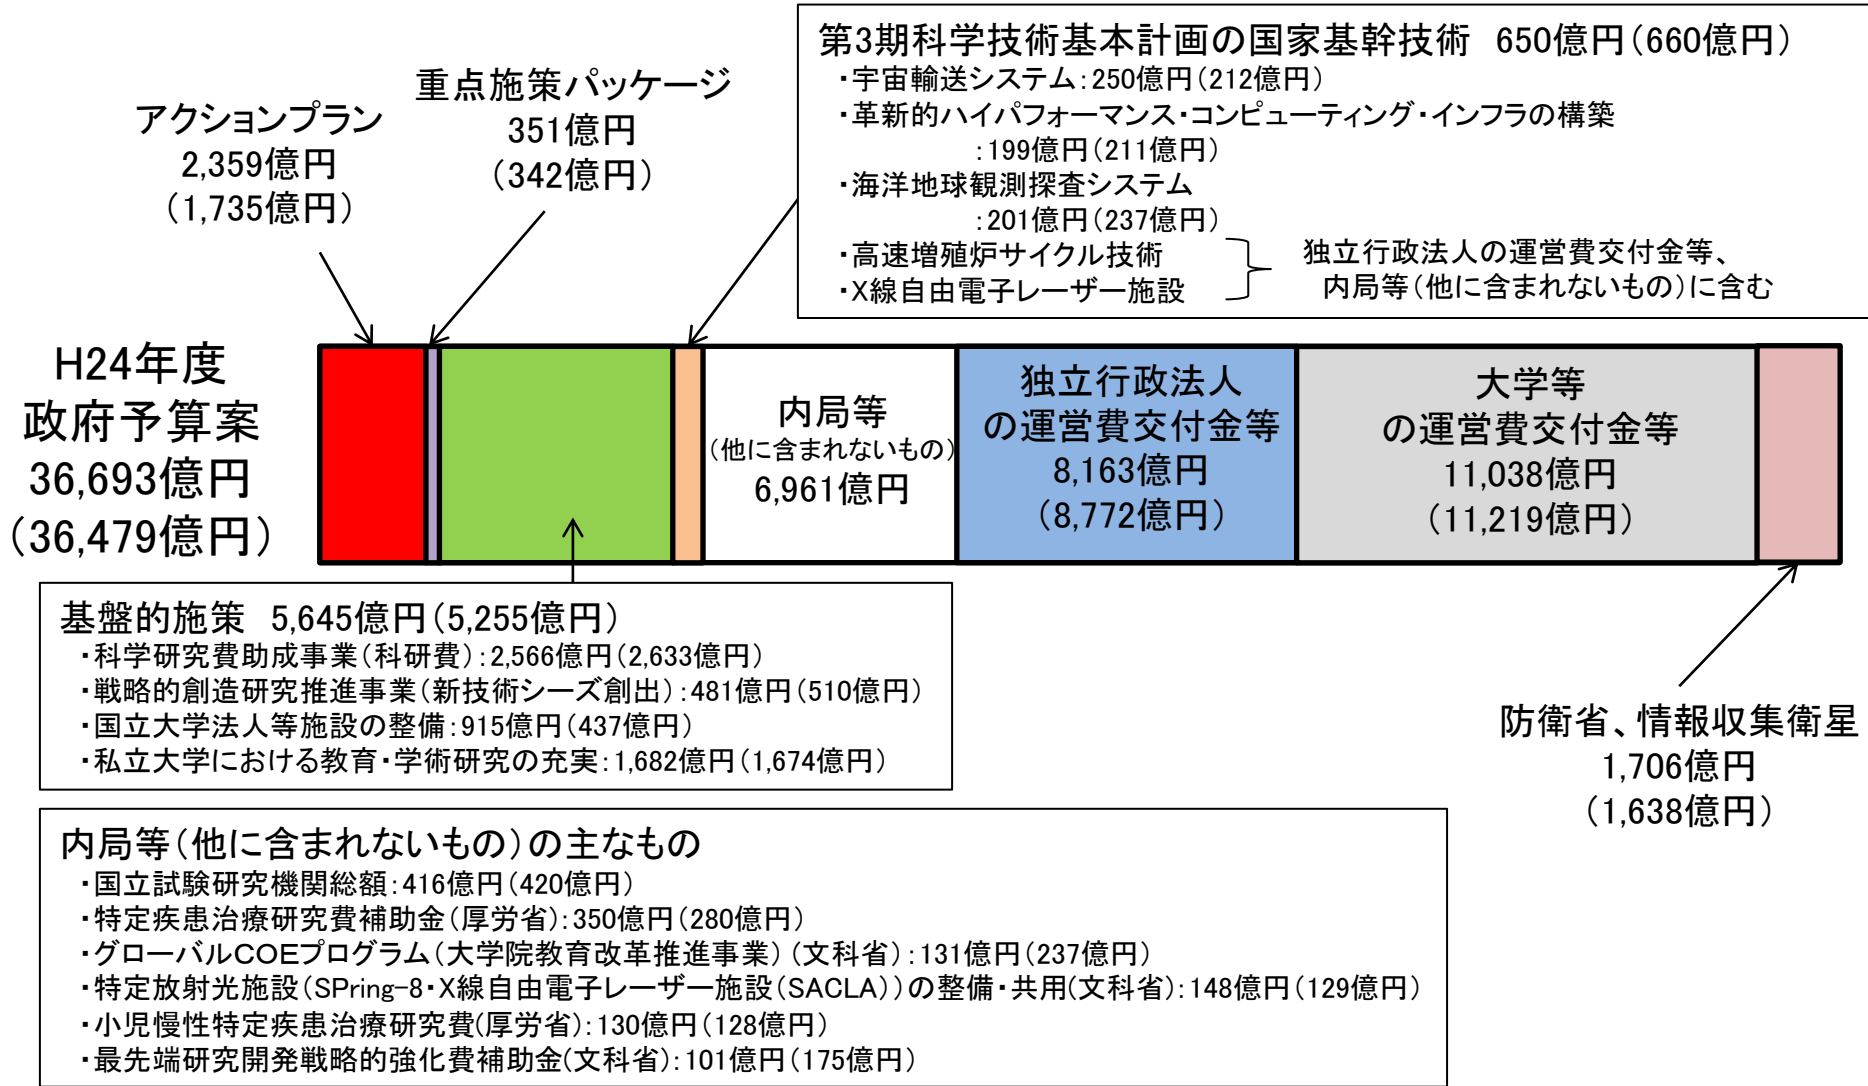 第3期科学技術基本計画の国家基幹技術 650億円(660億円)
・宇宙輸送システム:250億円(212億円)
・革新的ハイパフォーマンス・コンピューティング・インフラの構築
:199億円(211億円)
・海洋地球観測探査システム
:201億円(237億円)
・高速増殖炉サイクル技術
・X線自由電子レーザー施設
独立行政法人の運営費交付金等、
内局等(他に含まれないもの)に含む
重点施策パッケージ
351億円
(342億円)
アクションプラン
2,359億円
(1,735億円)
H24年度
政府予算案
36,693億円
(36,479億円)
内局等
(他に含まれないもの)
6,961億円
独立行政法人
の運営費交付金等
8,163億円
(8,772億円)
大学等
の運営費交付金等
11,038億円
(11,219億円)
基盤的施策 5,645億円(5,255億円)
・科学研究費助成事業(科研費):2,566億円(2,633億円)
・戦略的創造研究推進事業(新技術シーズ創出):481億円(510億円)
・国立大学法人等施設の整備:915億円(437億円)
・私立大学における教育・学術研究の充実:1,682億円(1,674億円)
防衛省、情報収集衛星
1,706億円
(1,638億円)
内局等(他に含まれないもの)の主なもの
・国立試験研究機関総額:416億円(420億円)
・特定疾患治療研究費補助金(厚労省):350億円(280億円)
・グローバルCOEプログラム(大学院教育改革推進事業)(文科省):131億円(237億円)
・特定放射光施設(SPring-8・X線自由電子レーザー施設(SACLA))の整備・共用(文科省):148億円(129億円)
・小児慢性特定疾患治療研究費(厚労省):130億円(128億円)
・最先端研究開発戦略的強化費補助金(文科省):101億円(175億円)